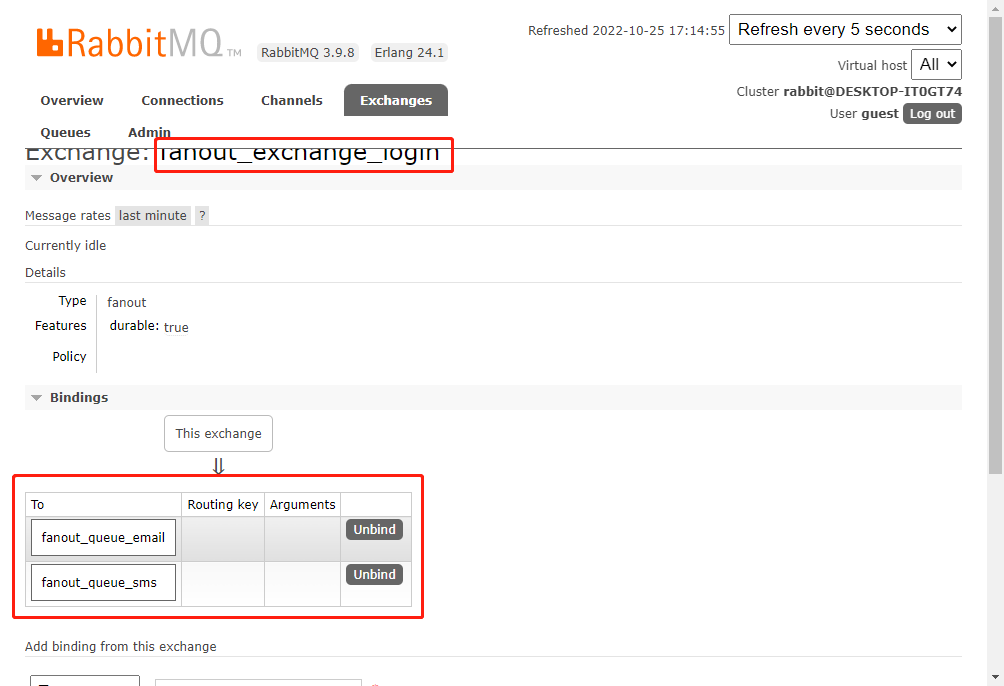 Refreshed 2022-10-25 17:14:55 Refresh every 5 seconds
RabbitMQ TM RabbitMQ 3.9.8 Erlang 24.1
Virtual host All
Cluster rabbit@DESKTOP-IT0GT74
User guest Log out
Overview Connections Channels Exchanges
Queues Admin
Exchange: fanout_exchange_login
Overview
Message rates last minute ?
Currently idle
Details
Type fanout
Features durable: true
Policy
Bindings
This exchange
⇓
To Routing key Arguments
fanout_queue_email Unbind
fanout_queue_sms Unbind
Add binding from this exchange